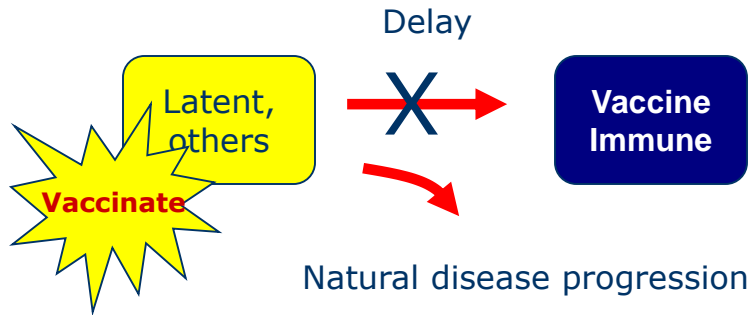 Delay
Latent,
others
X
Vaccine
Immune
Vaccinate
Natural disease progression